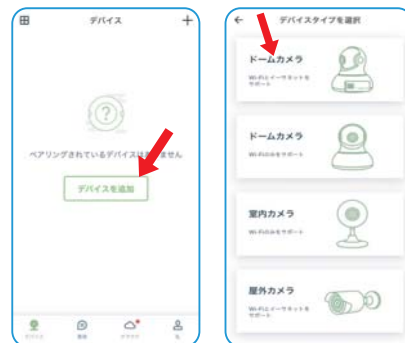 デバイス
ペアリングされているデバイスはありません
デバイスを追加
デバイスタイプを選択
ドームカメラ
Wi-Fiとイーサネットを
サポート
ドームカメラ
Wi-Fiのみをサポート
室内カメラ
Wi-Fiのみをサポート
屋外カメラ
Wi-Fiとイーサネットを
サポート